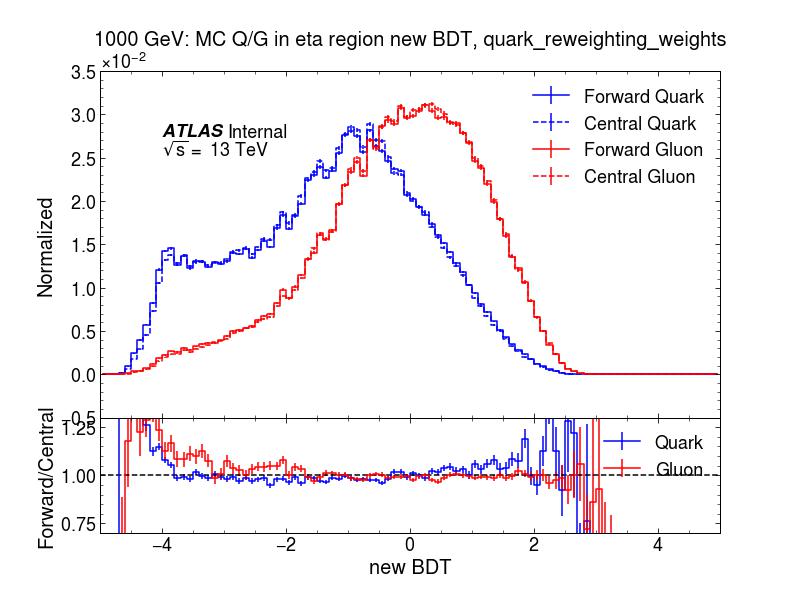 1000 GeV: MC Q/G in eta region new BDT, quark_reweighting_weights
×10⁻²
3.5
3.0
2.5
2.0
1.5
1.0
0.5
0.0
0.5
Normalized
ATLAS Internal
√s = 13 TeV
Forward Quark
Central Quark
Forward Gluon
Central Gluon
1.25
1.00
0.75
Forward/Central
Quark
Gluon
−4
−2
0
2
4
new BDT